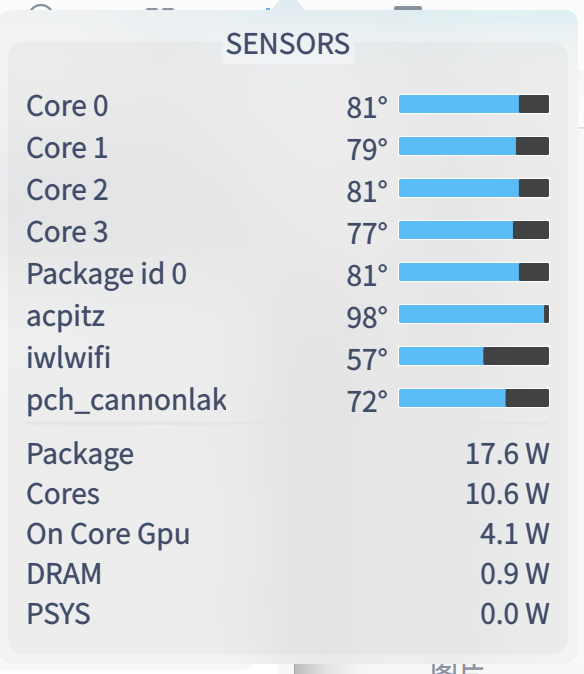 SENSORS
Core 0 81°
Core 1 79°
Core 2 81°
Core 3 77°
Package id 0 81°
acpitz 98°
iwlwifi 57°
pch_cannonlak 72°
Package 17.6 W
Cores 10.6 W
On Core Gpu 4.1 W
DRAM 0.9 W
PSYS 0.0 W
图片